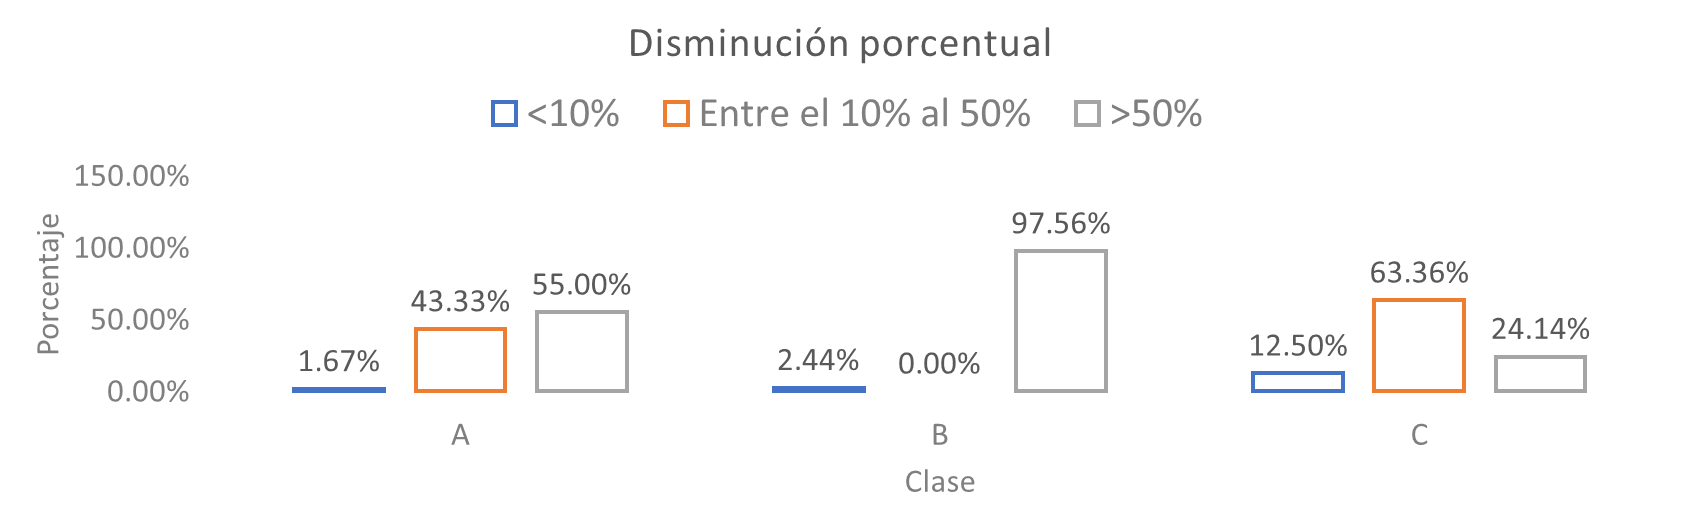 Disminución porcentual
<10% Entre el 10% al 50% >50%
Porcentaje
150.00%
100.00%
50.00%
0.00%
1.67% 43.33% 55.00%
2.44% 0.00% 97.56%
12.50% 63.36% 24.14%
A B C
Clase